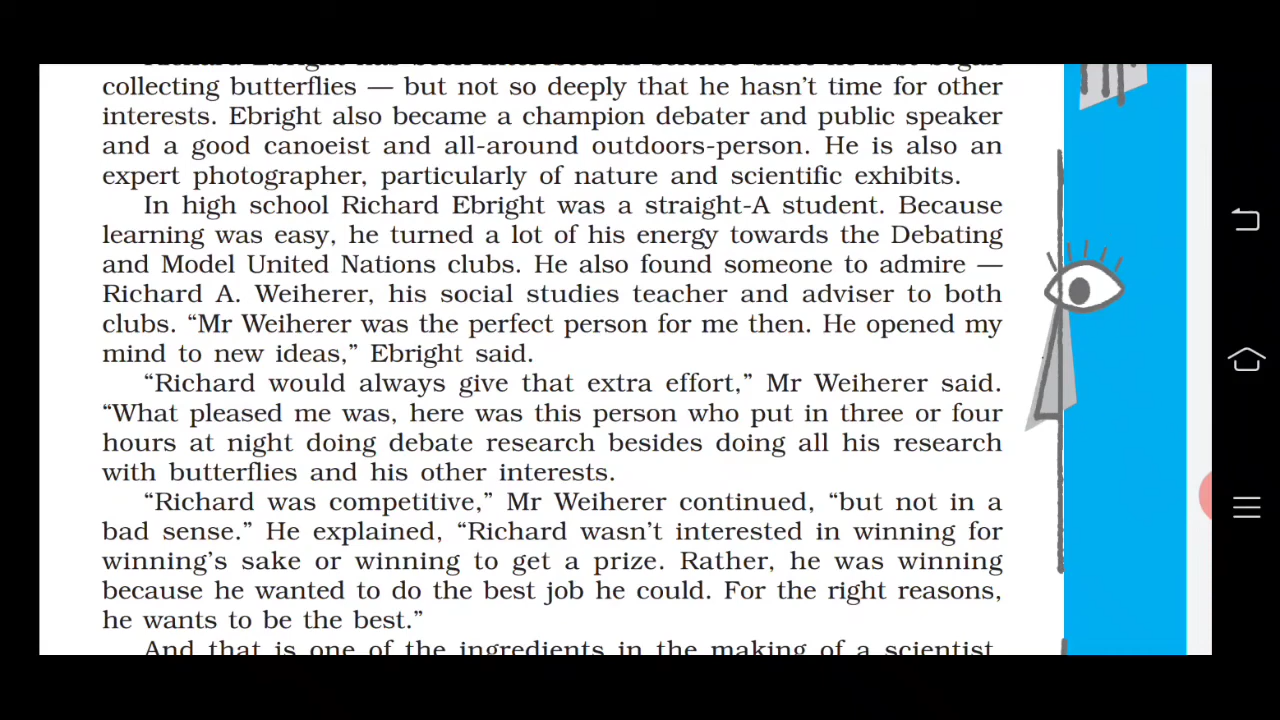 collecting butterflies — but not so deeply that he hasn't time for other
interests. Ebright also became a champion debater and public speaker
and a good canoeist and all-around outdoors-person. He is also an
expert photographer, particularly of nature and scientific exhibits.
In high school Richard Ebright was a straight-A student. Because
learning was easy, he turned a lot of his energy towards the Debating
and Model United Nations clubs. He also found someone to admire —
Richard A. Weiherer, his social studies teacher and adviser to both
clubs. “Mr Weiherer was the perfect person for me then. He opened my
mind to new ideas,” Ebright said.
“Richard would always give that extra effort,” Mr Weiherer said.
“What pleased me was, here was this person who put in three or four
hours at night doing debate research besides doing all his research
with butterflies and his other interests.
“Richard was competitive,” Mr Weiherer continued, “but not in a
bad sense.” He explained, “Richard wasn't interested in winning for
winning's sake or winning to get a prize. Rather, he was winning
because he wanted to do the best job he could. For the right reasons,
he wants to be the best.”
And that is one of the ingredients in the making of a scientist.